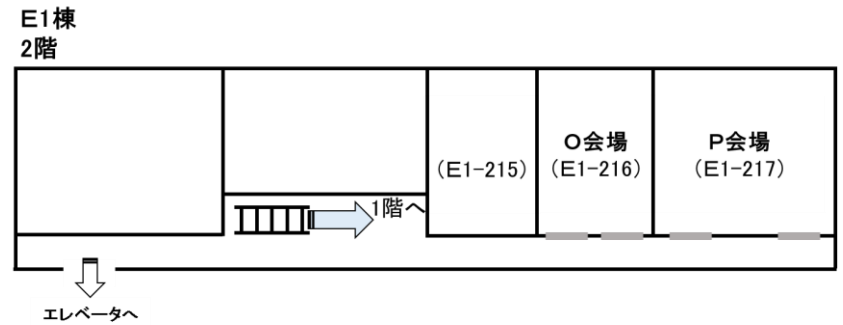 E1棟
2階
O会場
P会場
（E1-215）
（E1-216）
（E1-217）
1階へ
エレベータへ